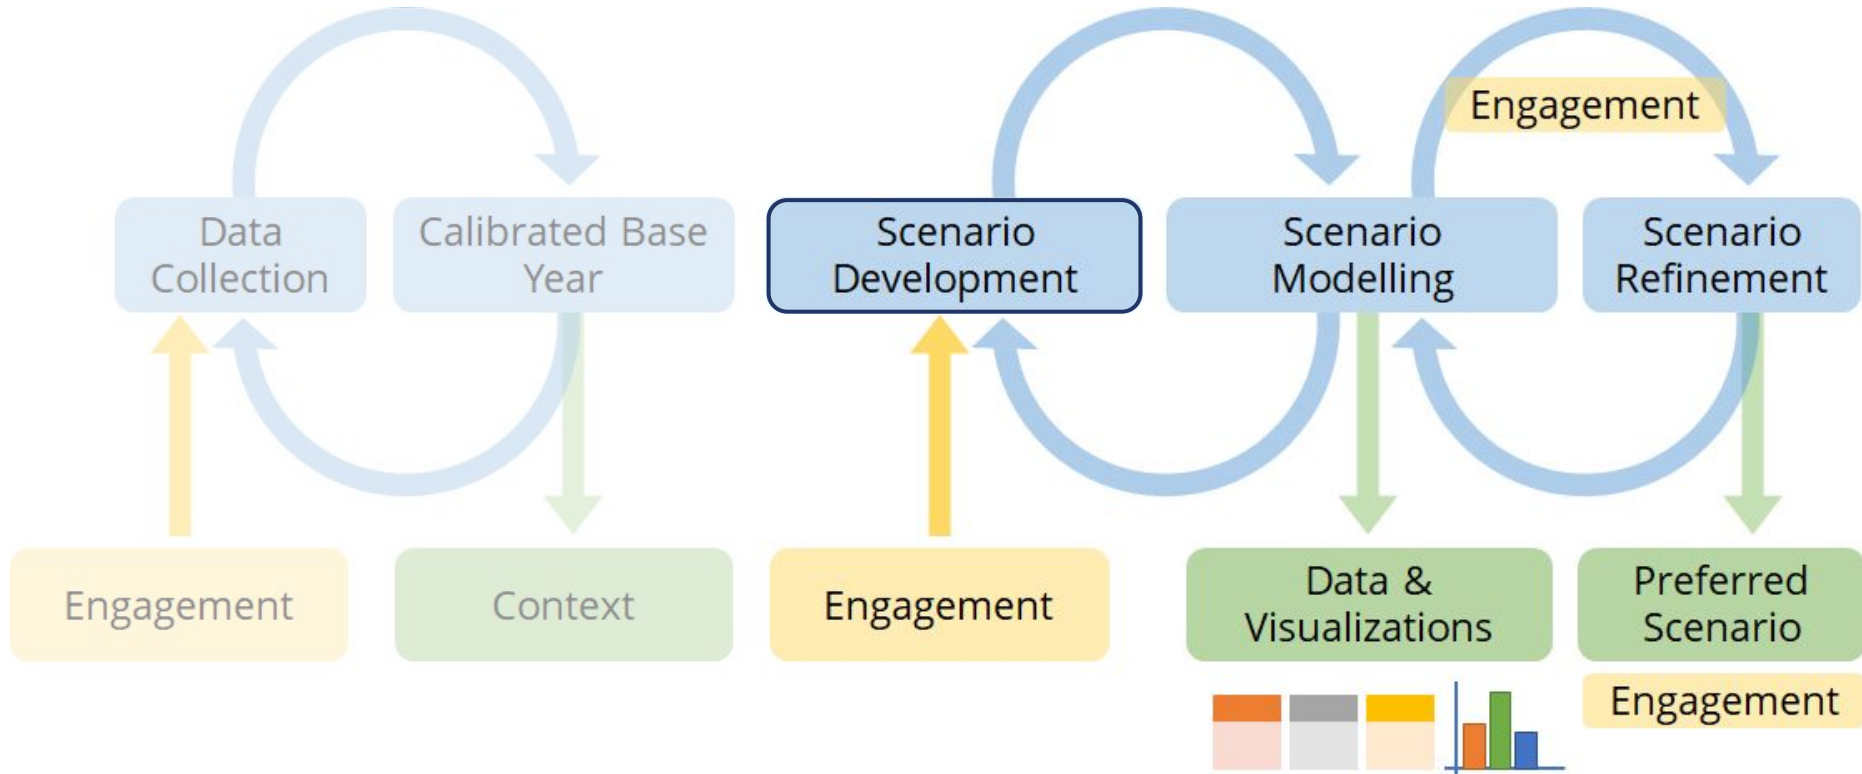 Engagement
Data
Collection
Calibrated Base
Year
Scenario
Development
Scenario
Modelling
Scenario
Refinement
Engagement
Context
Engagement
Data &
Visualizations
Preferred
Scenario
Engagement